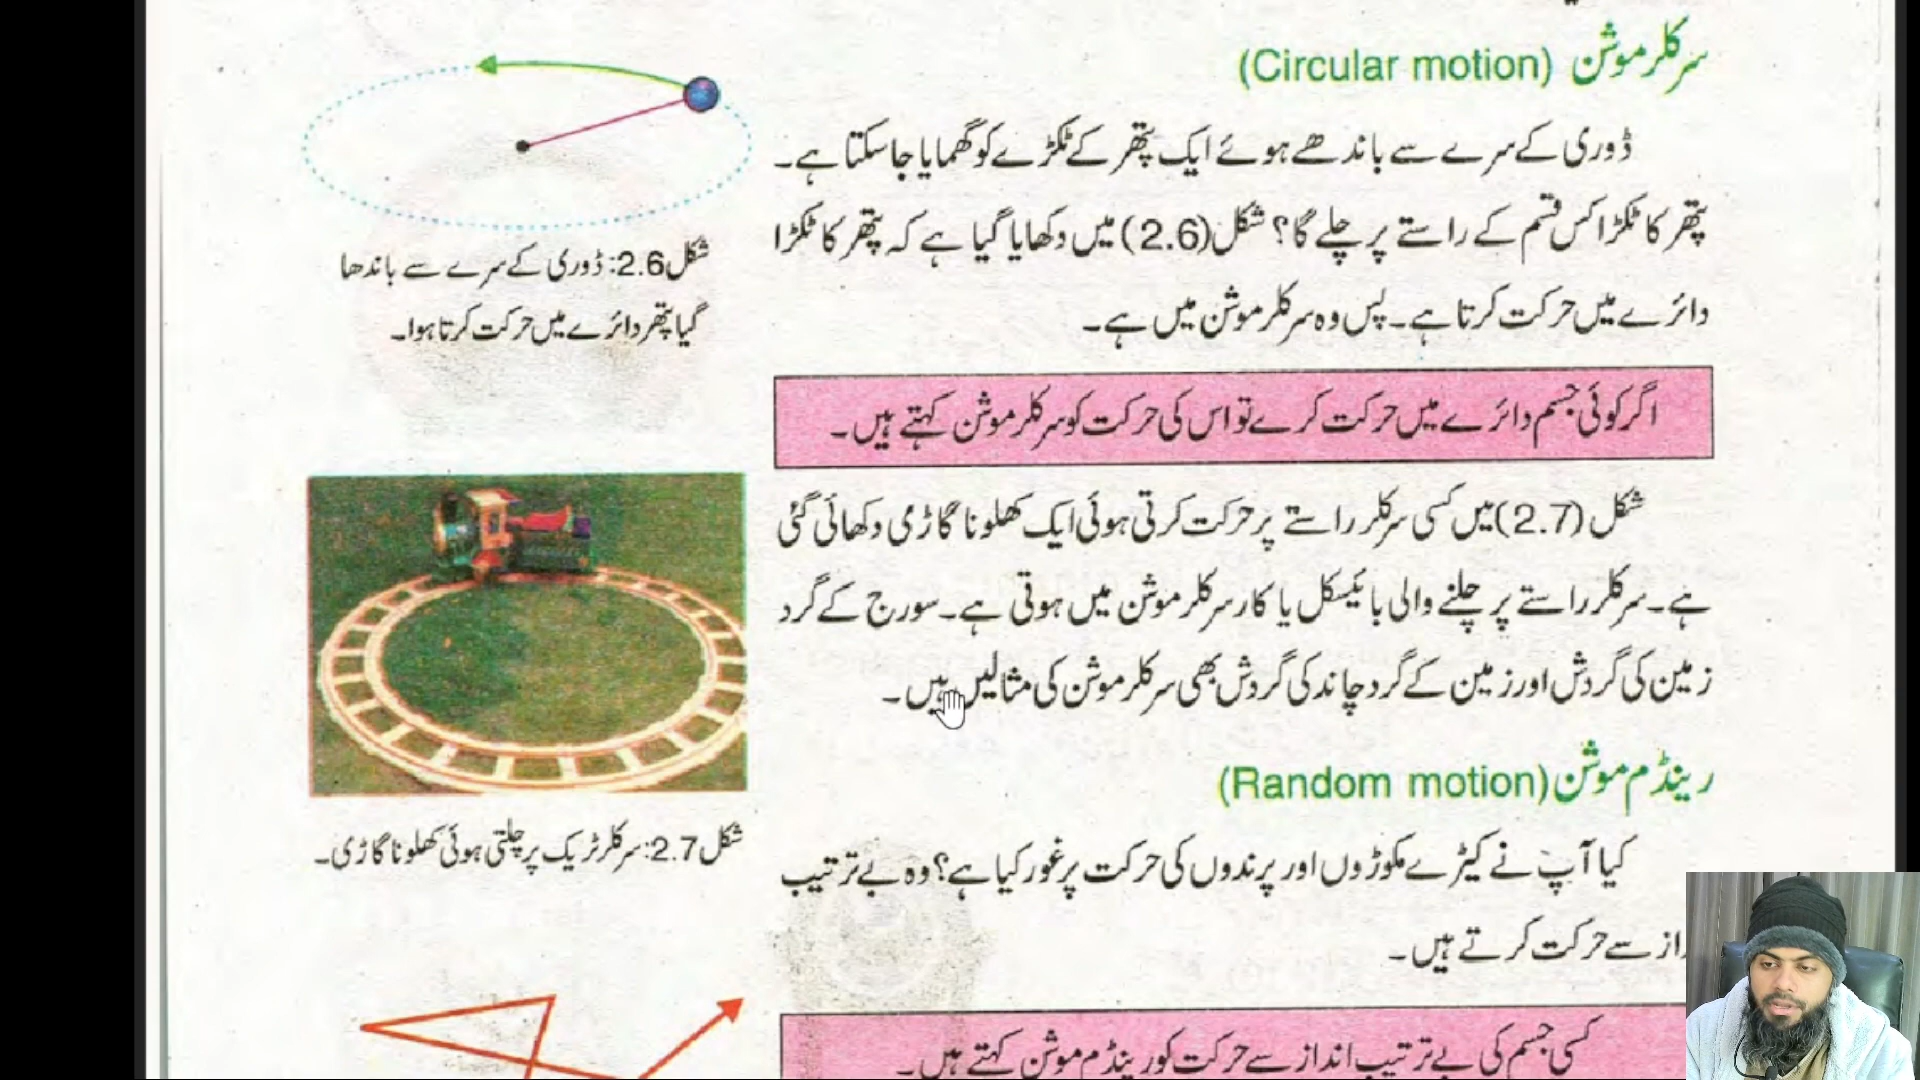 سرکلر موشن (Circular motion)
ڈوری کے سرے سے باندھے ہوئے ایک پتھر کے ٹکڑے کو گھمایا جا سکتا ہے۔
پتھر کا ٹکڑا کس قسم کے راستے پر چلے گا؟ شکل (2.6) میں دکھایا گیا ہے کہ پتھر کا ٹکڑا
دائرے میں حرکت کرتا ہے۔ پس وہ سرکلر موشن میں ہے۔
شکل 2.6: ڈوری کے سرے سے باندھا
گیا پتھر دائرے میں حرکت کرتا ہوا۔
اگر کوئی جسم دائرے میں حرکت کرے تو اس کی حرکت کو سرکلر موشن کہتے ہیں۔
شکل (2.7) میں کسی سرکلر راستے پر حرکت کرتی ہوئی ایک کھلونا گاڑی دکھائی گئی
ہے۔ سرکلر راستے پر چلنے والی بائیسکل یا کار سرکلر موشن میں ہوتی ہے۔ سورج کے گرد
زمین کی گردش اور زمین کے گرد چاند کی گردش بھی سرکلر موشن کی مثالیں ہیں۔
شکل 2.7: سرکلر ٹریک پر چلتی ہوئی کھلونا گاڑی۔
رینڈم موشن (Random motion)
کیا آپ نے کیڑے مکوڑوں اور پرندوں کی حرکت پر غور کیا ہے؟ وہ بے ترتیب
سے حرکت کرتے ہیں۔
کسی جسم کی بے ترتیب انداز سے حرکت کو رینڈم موشن کہتے ہیں۔